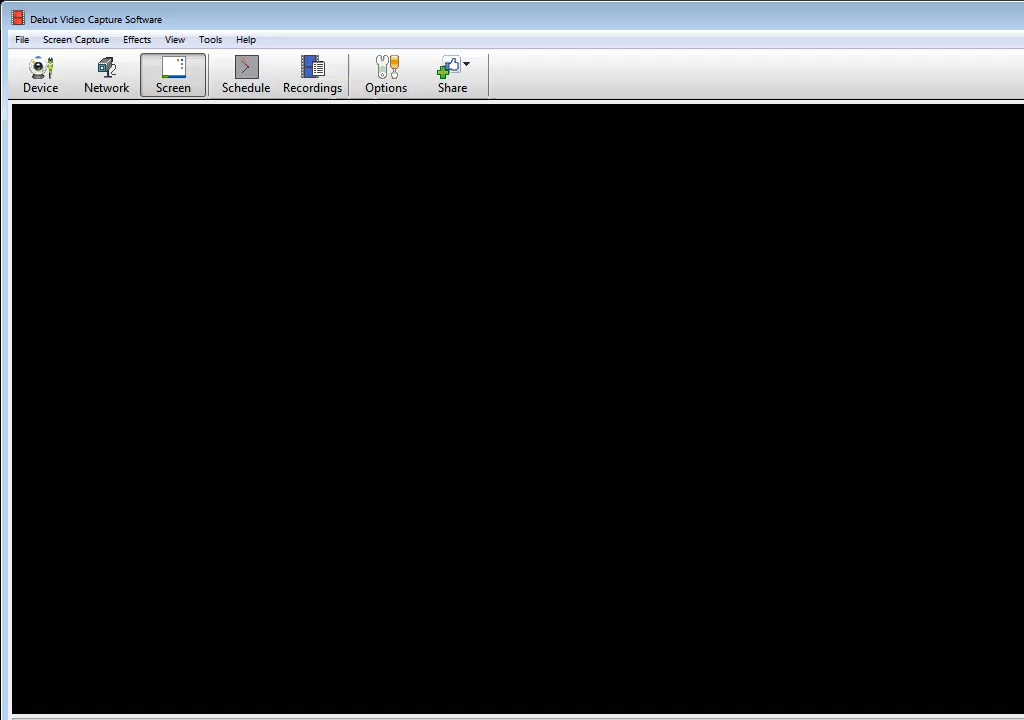 Debut Video Capture Software
File Screen Capture Effects View Tools Help
Device Network Screen Schedule Recordings Options Share